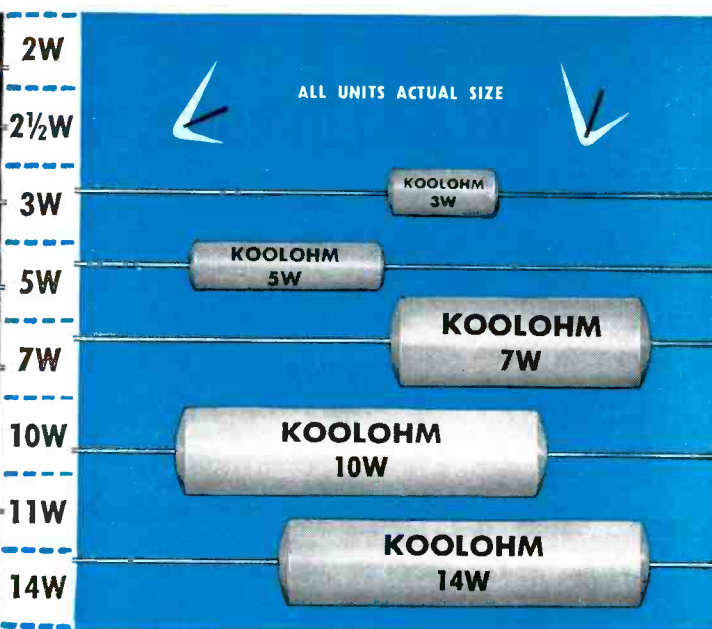 2W
2½W
3W
5W
7W
10W
11W
14W
ALL UNITS ACTUAL SIZE
KOOLOHM
3W
KOOLOHM
5W
KOOLOHM
7W
KOOLOHM
10W
KOOLOHM
14W